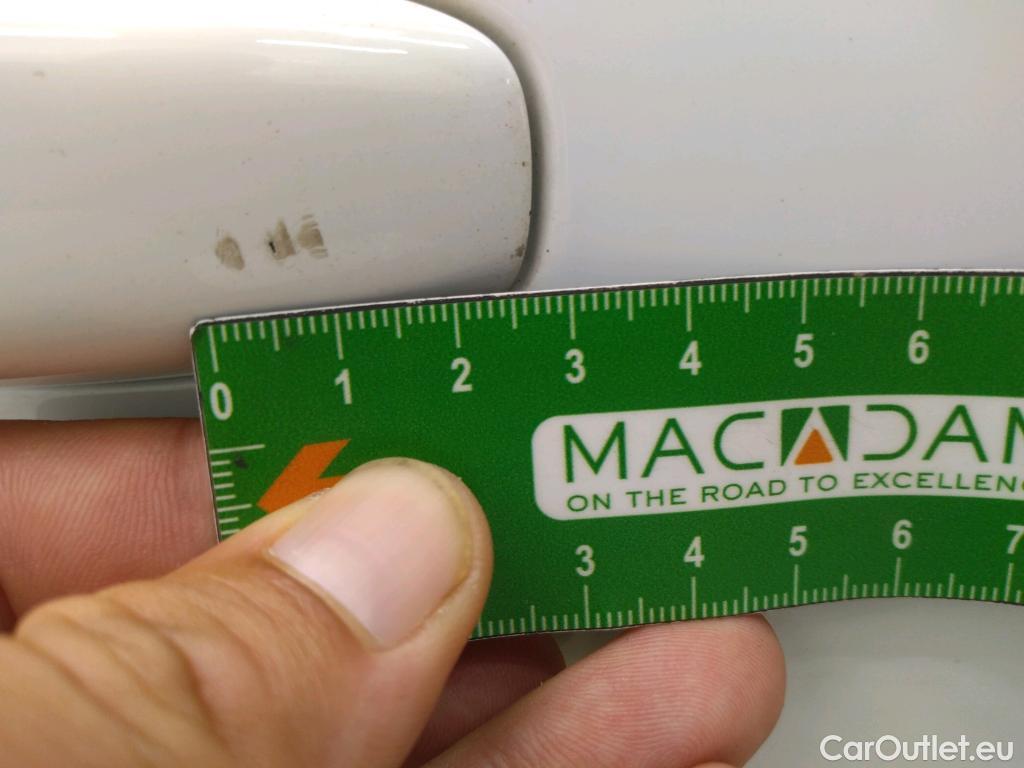 0 1 2 3 4 5 6
MACADAM
ON THE ROAD TO EXCELLENC
3 4 5 6 7
CarOutlet.eu